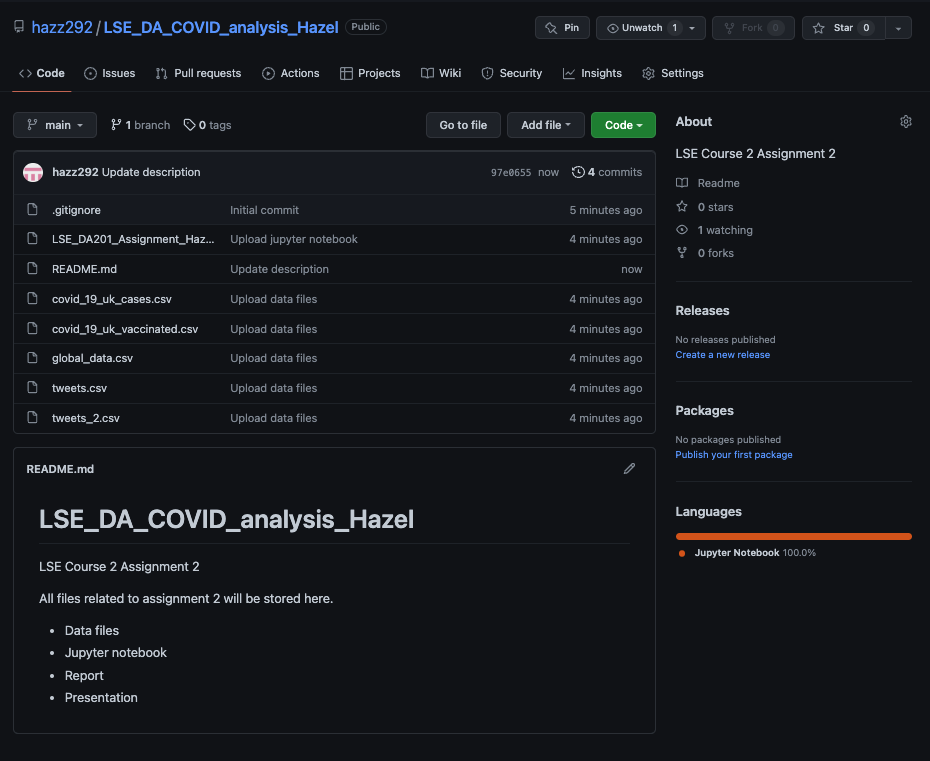 hazz292 / LSE_DA_COVID_analysis_Hazel Public Pin Unwatch 1 Fork 0 Star 0
Code Issues Pull requests Actions Projects Wiki Security Insights Settings
main 1 branch 0 tags Go to file Add file Code
hazz292 Update description 97e0655 now 4 commits
.gitignore Initial commit 5 minutes ago
LSE_DA201_Assignment_Haz... Upload jupyter notebook 4 minutes ago
README.md Update description now
covid_19_uk_cases.csv Upload data files 4 minutes ago
covid_19_uk_vaccinated.csv Upload data files 4 minutes ago
global_data.csv Upload data files 4 minutes ago
tweets.csv Upload data files 4 minutes ago
tweets_2.csv Upload data files 4 minutes ago
README.md
LSE_DA_COVID_analysis_Hazel
LSE Course 2 Assignment 2
All files related to assignment 2 will be stored here.
• Data files
• Jupyter notebook
• Report
• Presentation
About
LSE Course 2 Assignment 2
Readme
0 stars
1 watching
0 forks
Releases
No releases published
Create a new release
Packages
No packages published
Publish your first package
Languages
Jupyter Notebook 100.0%